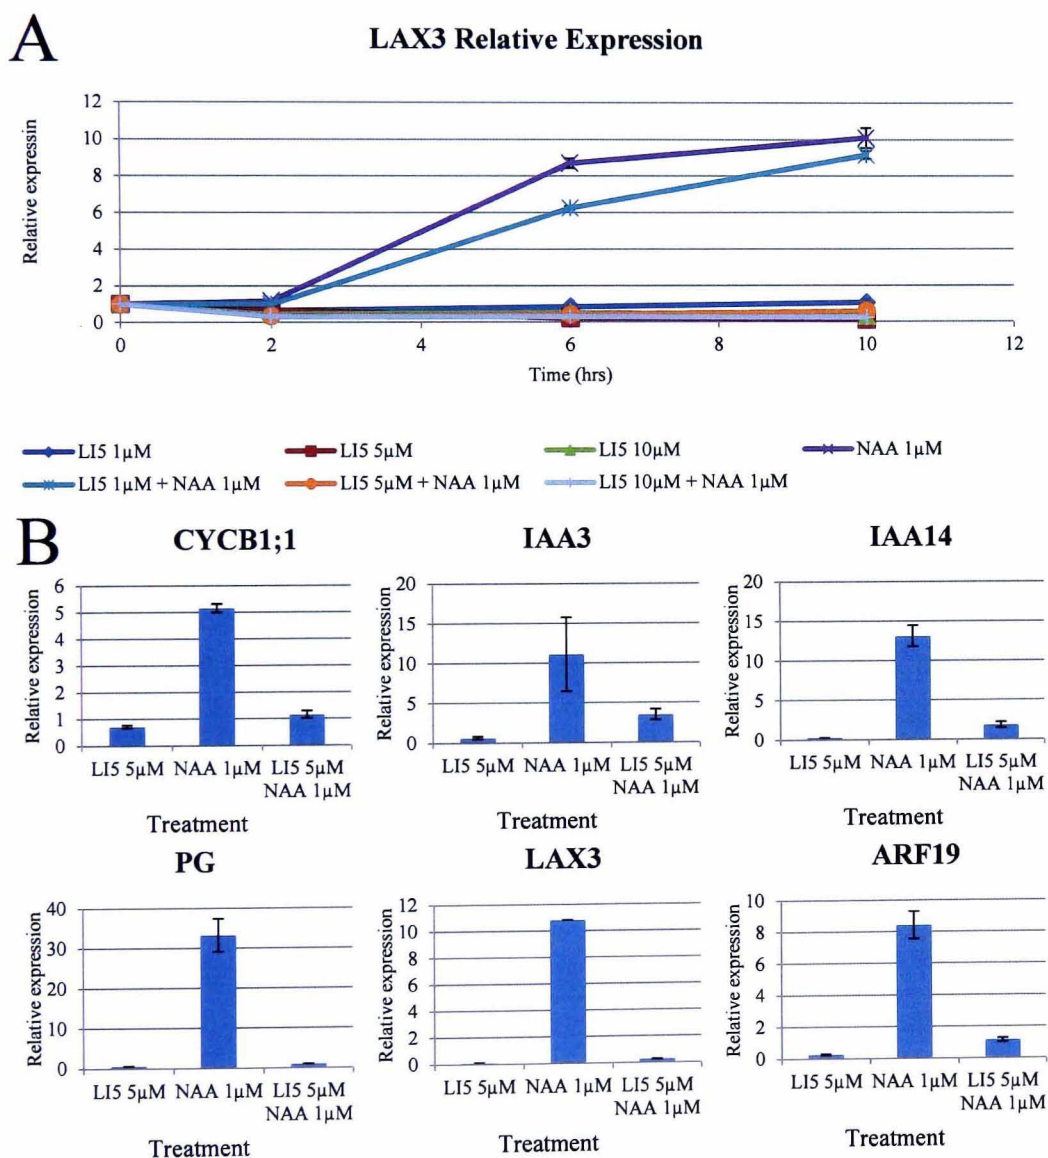 A
LAX3 Relative Expression
Relative expressin
12
10
8
6
4
2
0
0 2 4 6 8 10 12
Time (hrs)
LI5 1µM LI5 5µM LI5 10µM NAA 1µM
LI5 1µM + NAA 1µM LI5 5µM + NAA 1µM LI5 10µM + NAA 1µM
B
CYCB1;1
Relative expression
6
5
4
3
2
1
0
LI5 5µM NAA 1µM LI5 5µM
NAA 1µM
Treatment
IAA3
Relative expression
20
15
10
5
0
LI5 5µM NAA 1µM LI5 5µM
NAA 1µM
Treatment
IAA14
Relative expression
20
15
10
5
0
LI5 5µM NAA 1µM LI5 5µM
NAA 1µM
Treatment
PG
Relative expression
40
30
20
10
0
LI5 5µM NAA 1µM LI5 5µM
NAA 1µM
Treatment
LAX3
Relative expression
12
10
8
6
4
2
0
LI5 5µM NAA 1µM LI5 5µM
NAA 1µM
Treatment
ARF19
Relative expression
10
8
6
4
2
0
LI5 5µM NAA 1µM LI5 5µM
NAA 1µM
Treatment